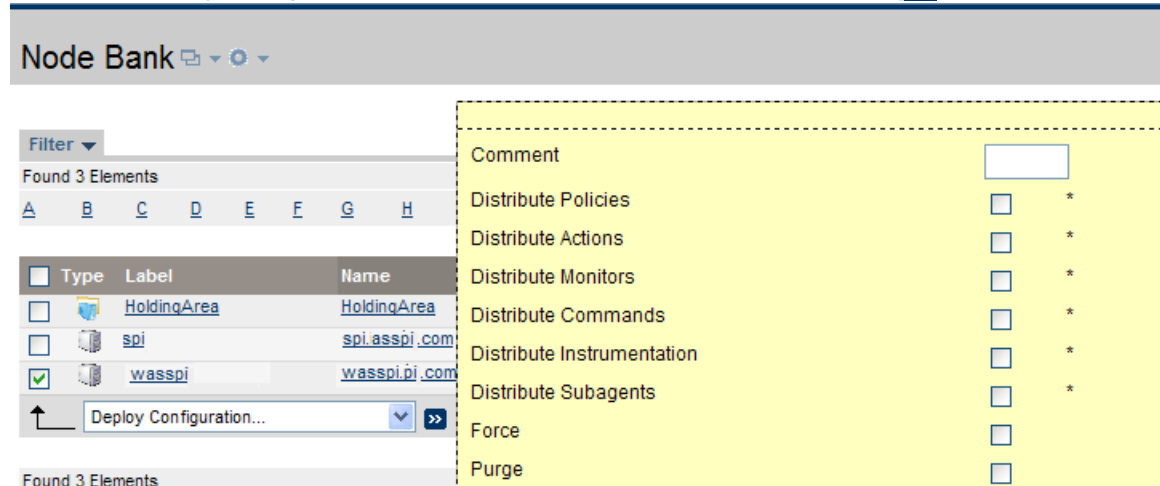 Node Bank
Filter
Found 3 Elements
A B C D E F G H
Type Label Name
HoldingArea HoldingArea
spi spi.asspi.com
wasspi wasspi.pi.com
Deploy Configuration...
Found 3 Elements
Comment
Distribute Policies *
Distribute Actions *
Distribute Monitors *
Distribute Commands *
Distribute Instrumentation *
Distribute Subagents *
Force
Purge